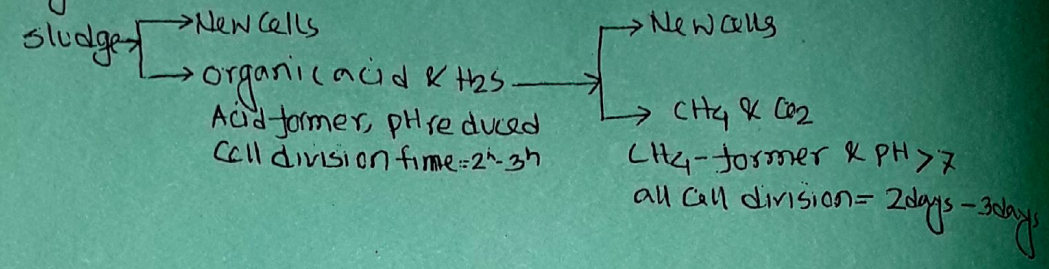 sludge → New Cells
→ organic acid & H2S → New cells
Acid former, pH reduced
Cell division time = 2h - 3h
→ CH4 & CO2
CH4 - former & PH > 7
all Cell division = 2days - 3days